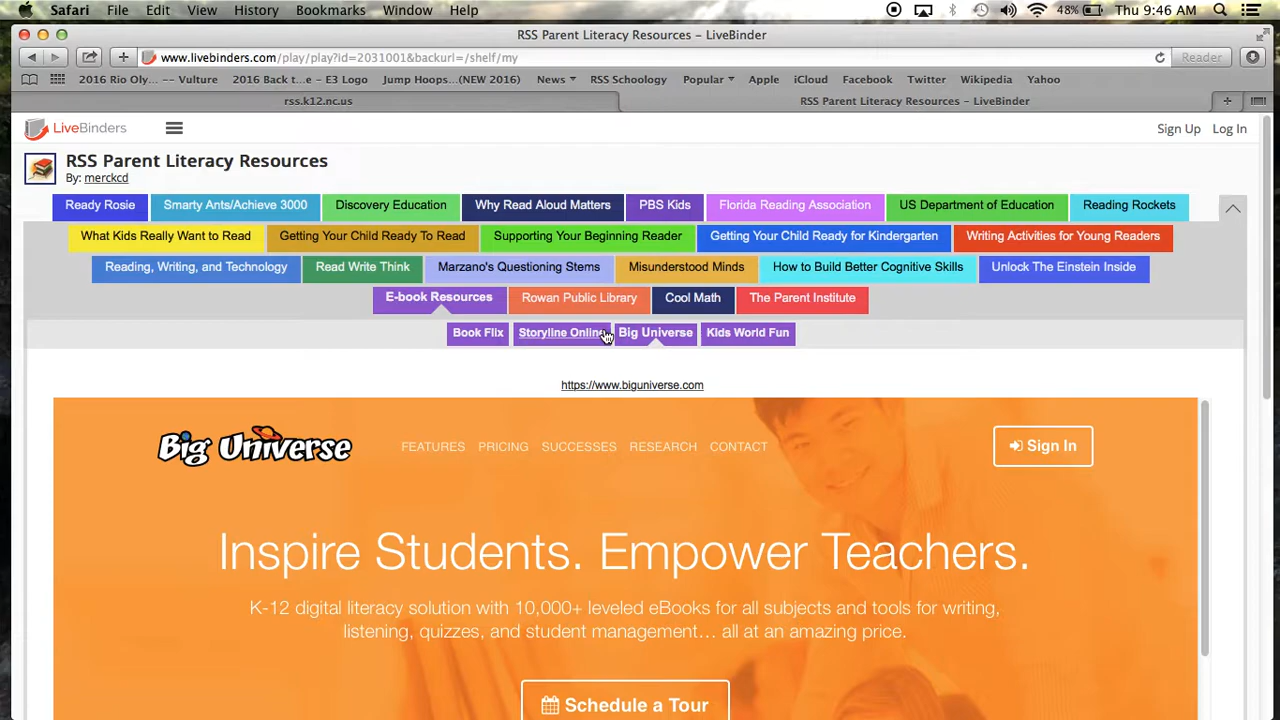 Safari File Edit View History Bookmarks Window Help 48% Thu 9:46 AM
RSS Parent Literacy Resources – LiveBinder
www.livebinders.com/play/play?id=2031001&backurl=/shelf/my Reader
2016 Rio Oly... -- Vulture 2016 Back t... - E3 Logo Jump Hoops...(NEW 2016) News RSS Schoology Popular Apple iCloud Facebook Twitter Wikipedia Yahoo
rss.k12.nc.us RSS Parent Literacy Resources – LiveBinder
LiveBinders Sign Up Log In
RSS Parent Literacy Resources
By: merckcd
Ready Rosie Smarty Ants/Achieve 3000 Discovery Education Why Read Aloud Matters PBS Kids Florida Reading Association US Department of Education Reading Rockets
What Kids Really Want to Read Getting Your Child Ready To Read Supporting Your Beginning Reader Getting Your Child Ready for Kindergarten Writing Activities for Young Readers
Reading, Writing, and Technology Read Write Think Marzano's Questioning Stems Misunderstood Minds How to Build Better Cognitive Skills Unlock The Einstein Inside
E-book Resources Rowan Public Library Cool Math The Parent Institute
Book Flix Storyline Online Big Universe Kids World Fun
https://www.biguniverse.com
Big Universe FEATURES PRICING SUCCESSES RESEARCH CONTACT Sign In
Inspire Students. Empower Teachers.
K-12 digital literacy solution with 10,000+ leveled eBooks for all subjects and tools for writing,
listening, quizzes, and student management... all at an amazing price.
Schedule a Tour